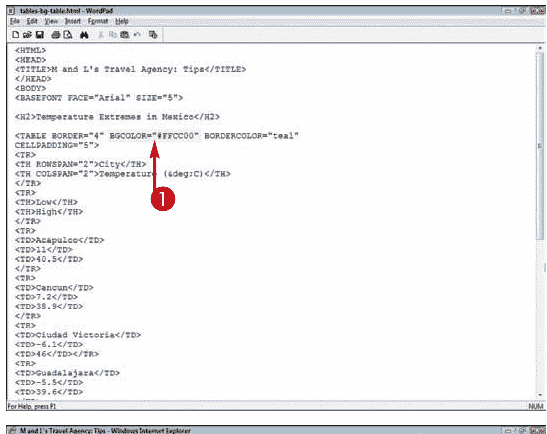 tables-bg-table.html - WordPad
File Edit View Insert Format Help
<HTML>
<HEAD>
<TITLE>M and L's Travel Agency: Tips</TITLE>
</HEAD>
<BODY>
<BASEFONT FACE="Arial" SIZE="5">
<H2>Temperature Extremes in Mexico</H2>
<TABLE BORDER="4" BGCOLOR="#FFCC00" BORDERCOLOR="teal"
CELLPADDING="5">
<TR>
<TH ROWSPAN="2">City</TH>
<TH COLSPAN="2">Temperature (&deg;C)</TH>
</TR>
<TR>
<TH>Low</TH>
<TH>High</TH>
</TR>
<TR>
<TD>Acapulco</TD>
<TD>11</TD>
<TD>40.5</TD>
</TR>
<TR>
<TD>Cancun</TD>
<TD>7.2</TD>
<TD>38.9</TD>
</TR>
<TR>
<TD>Ciudad Victoria</TD>
<TD>-6.1</TD>
<TD>46</TD></TR>
<TR>
<TD>Guadalajara</TD>
<TD>-5.5</TD>
<TD>39.6</TD>
1
For Help, press F1
NUM
M and L's Travel Agency: Tips - Windows Internet Explorer